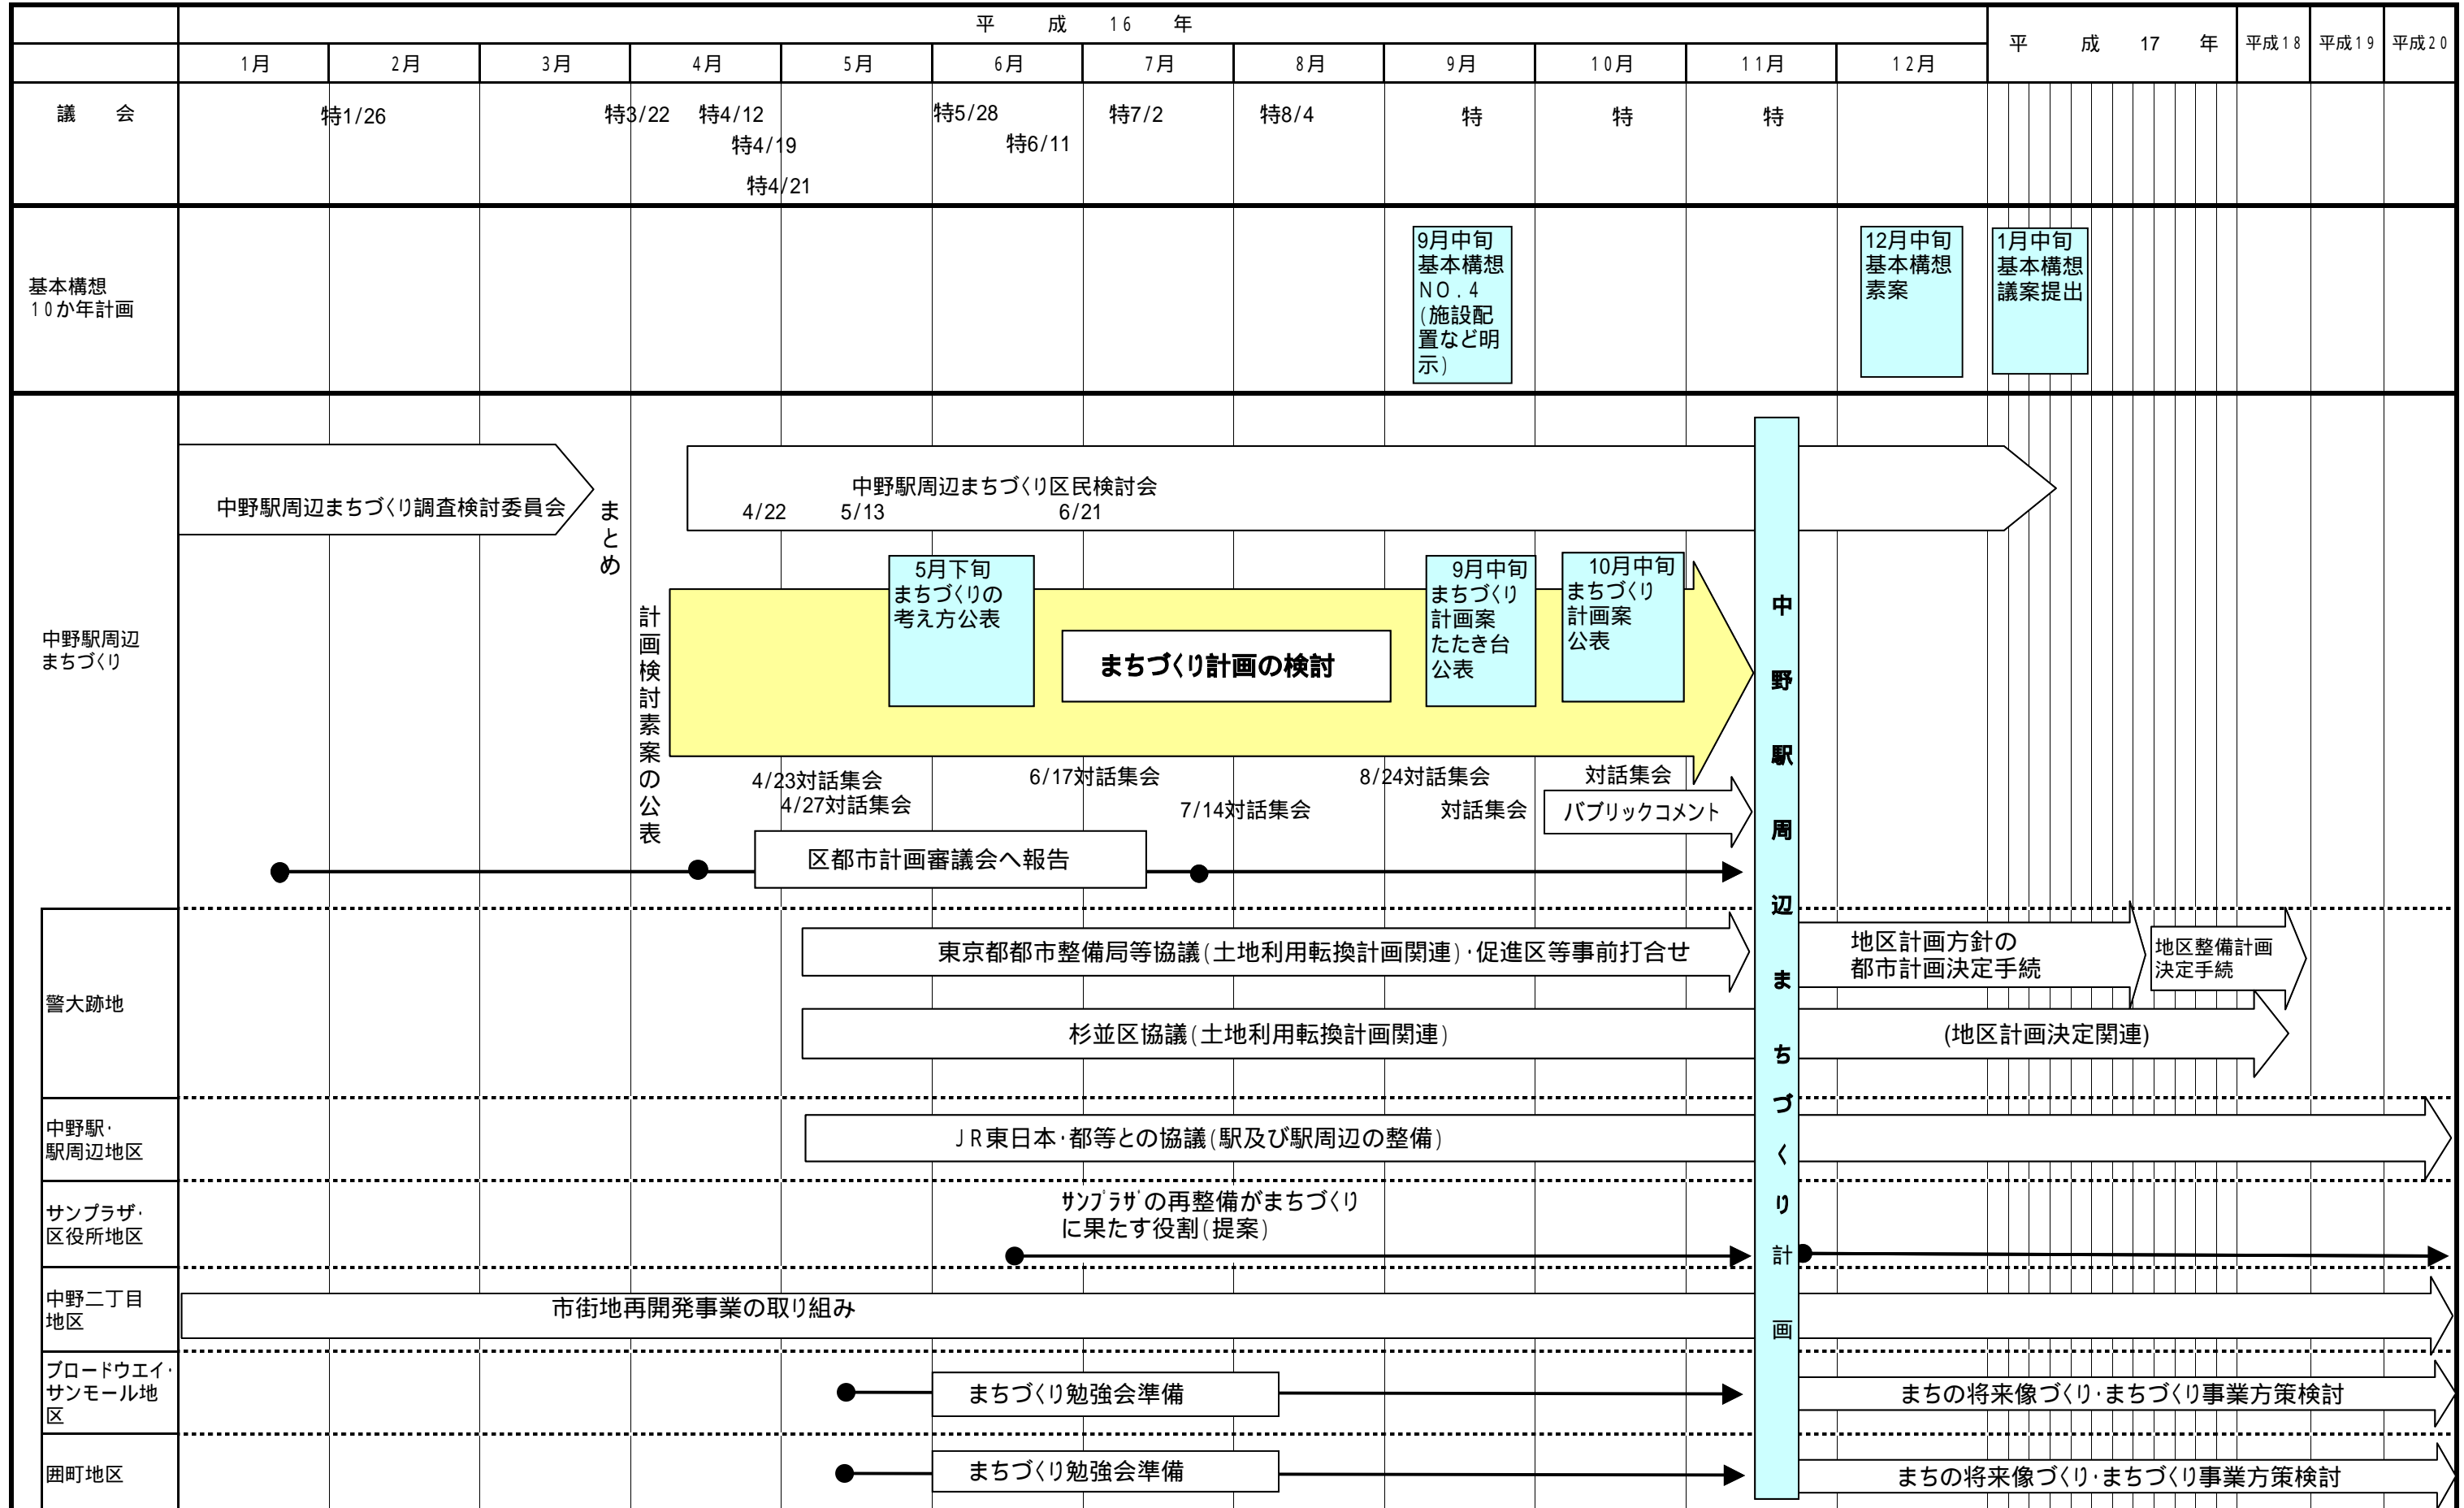 平 成 16 年
平 成 17 年
平成18
平成19
平成20
1月
2月
3月
4月
5月
6月
7月
8月
9月
10月
11月
12月
議 会
特1/26
特3/22
特4/12
特4/19
特4/21
特5/28
特6/11
特7/2
特8/4
特
特
特
基本構想
10か年計画
9月中旬
基本構想
NO.4
(施設配
置など明
示)
12月中旬
基本構想
素案
1月中旬
基本構想
議案提出
中野駅周辺
まちづくり
中野駅周辺まちづくり調査検討委員会
まとめ
中野駅周辺まちづくり区民検討会
4/22
5/13
6/21
計画検討素案の公表
5月下旬
まちづくりの
考え方公表
まちづくり計画の検討
9月中旬
まちづくり
計画案
たたき台
公表
10月中旬
まちづくり
計画案
公表
中野駅周辺まちづくり計画
4/23対話集会
4/27対話集会
6/17対話集会
7/14対話集会
8/24対話集会
対話集会
対話集会
パブリックコメント
区都市計画審議会へ報告
警大跡地
東京都都市整備局等協議(土地利用転換計画関連)・促進区等事前打合せ
地区計画方針の
都市計画決定手続
地区整備計画
決定手続
杉並区協議(土地利用転換計画関連)
(地区計画決定関連)
中野駅・
駅周辺地区
JR東日本・都等との協議(駅及び駅周辺の整備)
サンプラザ・
区役所地区
ｻﾝﾌﾟﾗｻﾞの再整備がまちづくり
に果たす役割(提案)
中野二丁目
地区
市街地再開発事業の取り組み
ブロードウエイ・
サンモール地
区
まちづくり勉強会準備
まちの将来像づくり・まちづくり事業方策検討
囲町地区
まちづくり勉強会準備
まちの将来像づくり・まちづくり事業方策検討